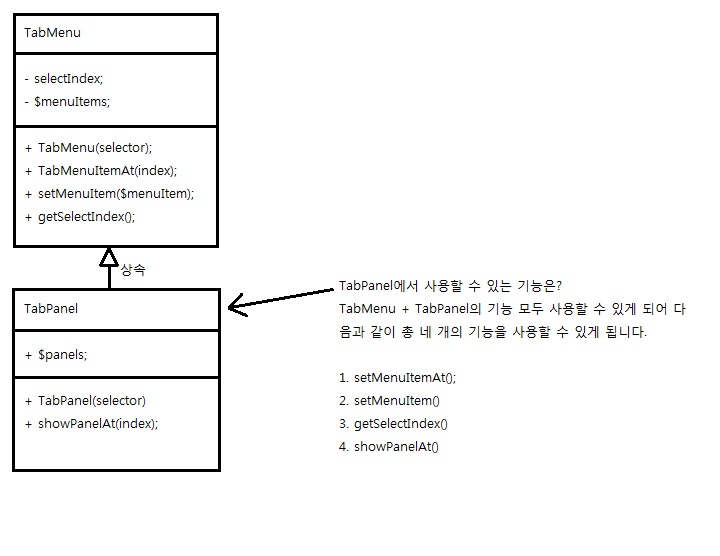 TabMenu
- selectIndex;
- $menuItems;
+ TabMenu(selector);
+ TabMenuItemAt(index);
+ setMenuItem($menuItem);
+ getSelectIndex();
상속
TabPanel
+ $panels;
+ TabPanel(selector)
+ showPanelAt(index);
TabPanel에서 사용할 수 있는 기능은?
TabMenu + TabPanel의 기능 모두 사용할 수 있게 되어 다
음과 같이 총 네 개의 기능을 사용할 수 있게 됩니다.
1. setMenuItemAt();
2. setMenuItem()
3. getSelectIndex()
4. showPanelAt()